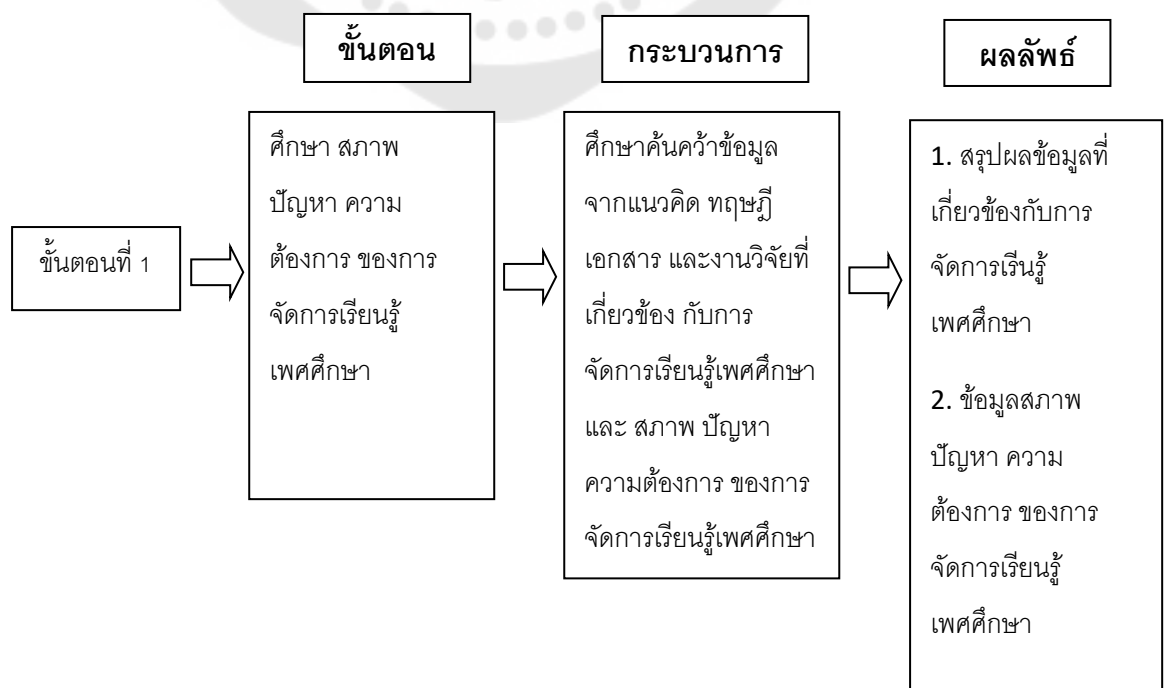 ขั้นตอน
กระบวนการ
ผลลัพธ์
ขั้นตอนที่ 1
ศึกษา สภาพ
ปัญหา ความ
ต้องการ ของการ
จัดการเรียนรู้
เพศศึกษา
ศึกษาค้นคว้าข้อมูล
จากแนวคิด ทฤษฎี
เอกสาร และงานวิจัยที่
เกี่ยวข้อง กับการ
จัดการเรียนรู้เพศศึกษา
และ สภาพ ปัญหา
ความต้องการ ของการ
จัดการเรียนรู้เพศศึกษา
1. สรุปผลข้อมูลที่
เกี่ยวข้องกับการ
จัดการเรีนรู้
เพศศึกษา
2. ข้อมูลสภาพ
ปัญหา ความ
ต้องการ ของการ
จัดการเรียนรู้
เพศศึกษา